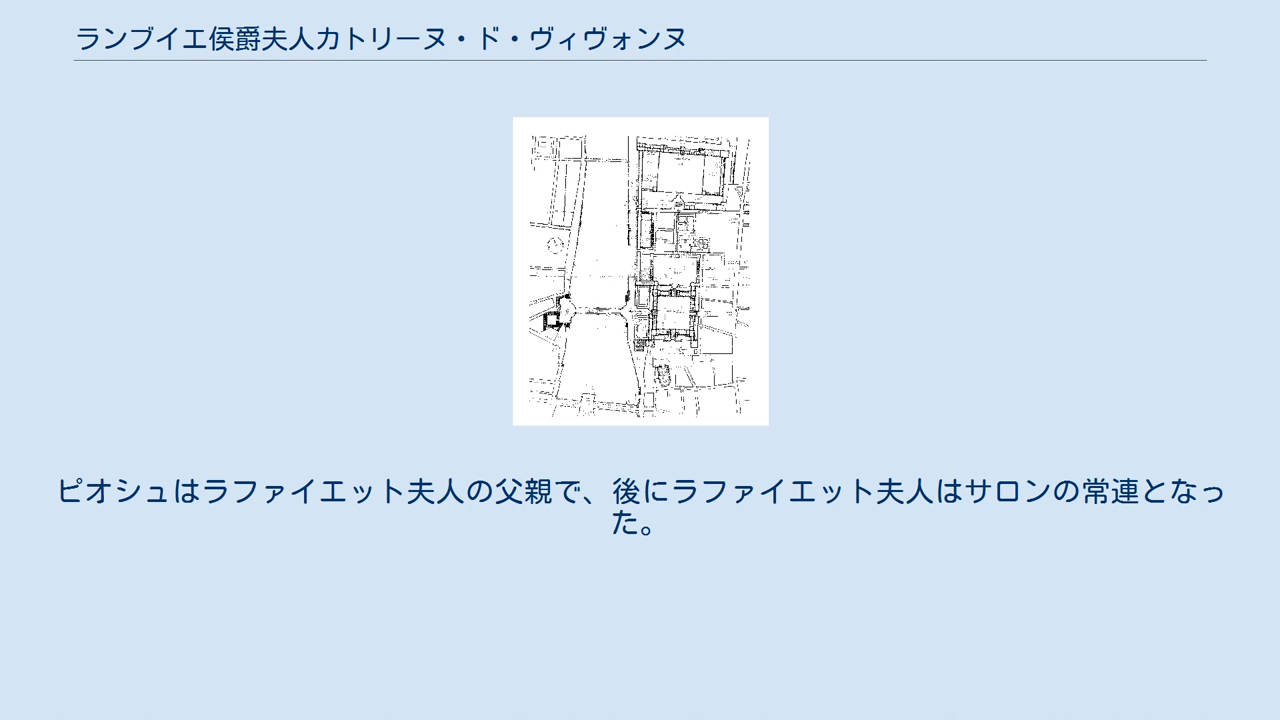 ランブイエ侯爵夫人カトリーヌ・ド・ヴィヴォンヌ
ピオシュはラファイエット夫人の父親で、後にラファイエット夫人はサロンの常連となっ
た。